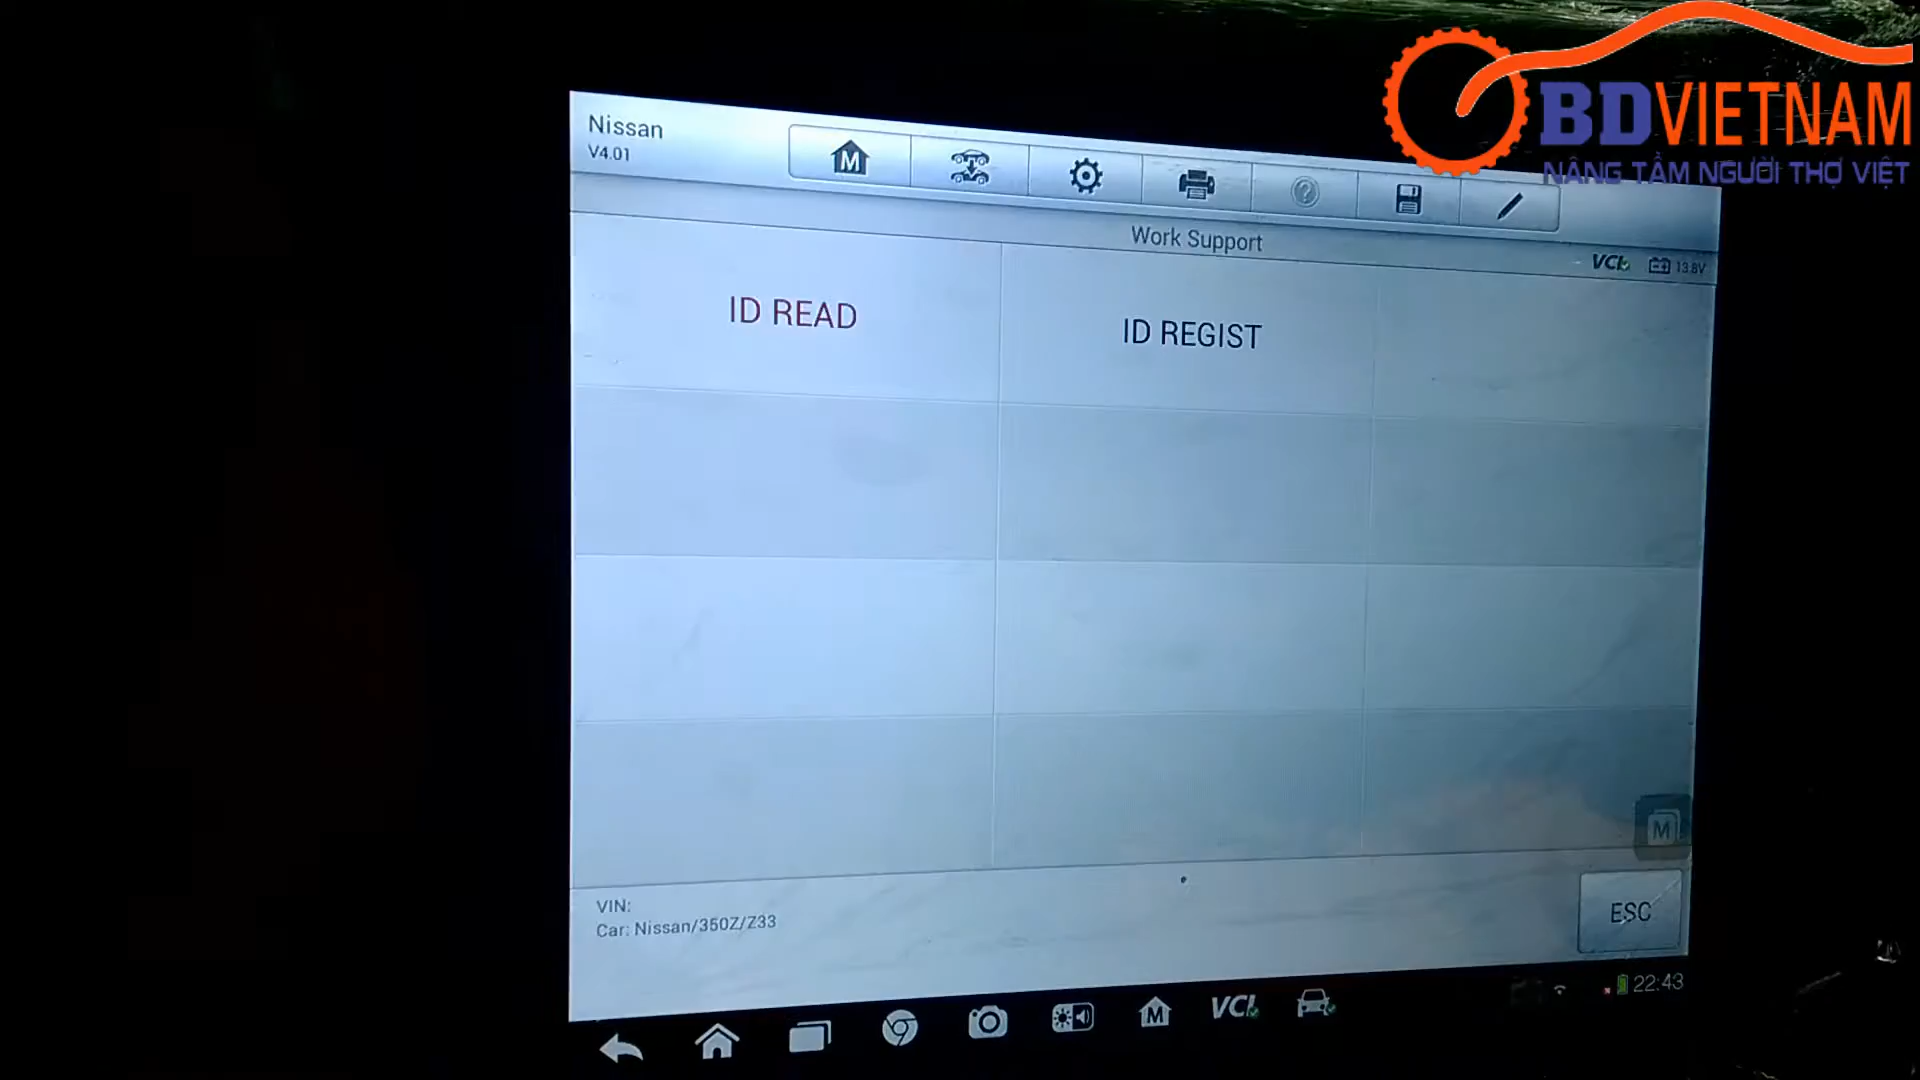 BDVIETNAM
NÂNG TẦM NGƯỜI THỢ VIỆT
Nissan
V4.01
M
Work Support
VCI
13.8V
ID READ
ID REGIST
M
VIN:
Car: Nissan/350Z/Z33
ESC
22:43
M
VCI